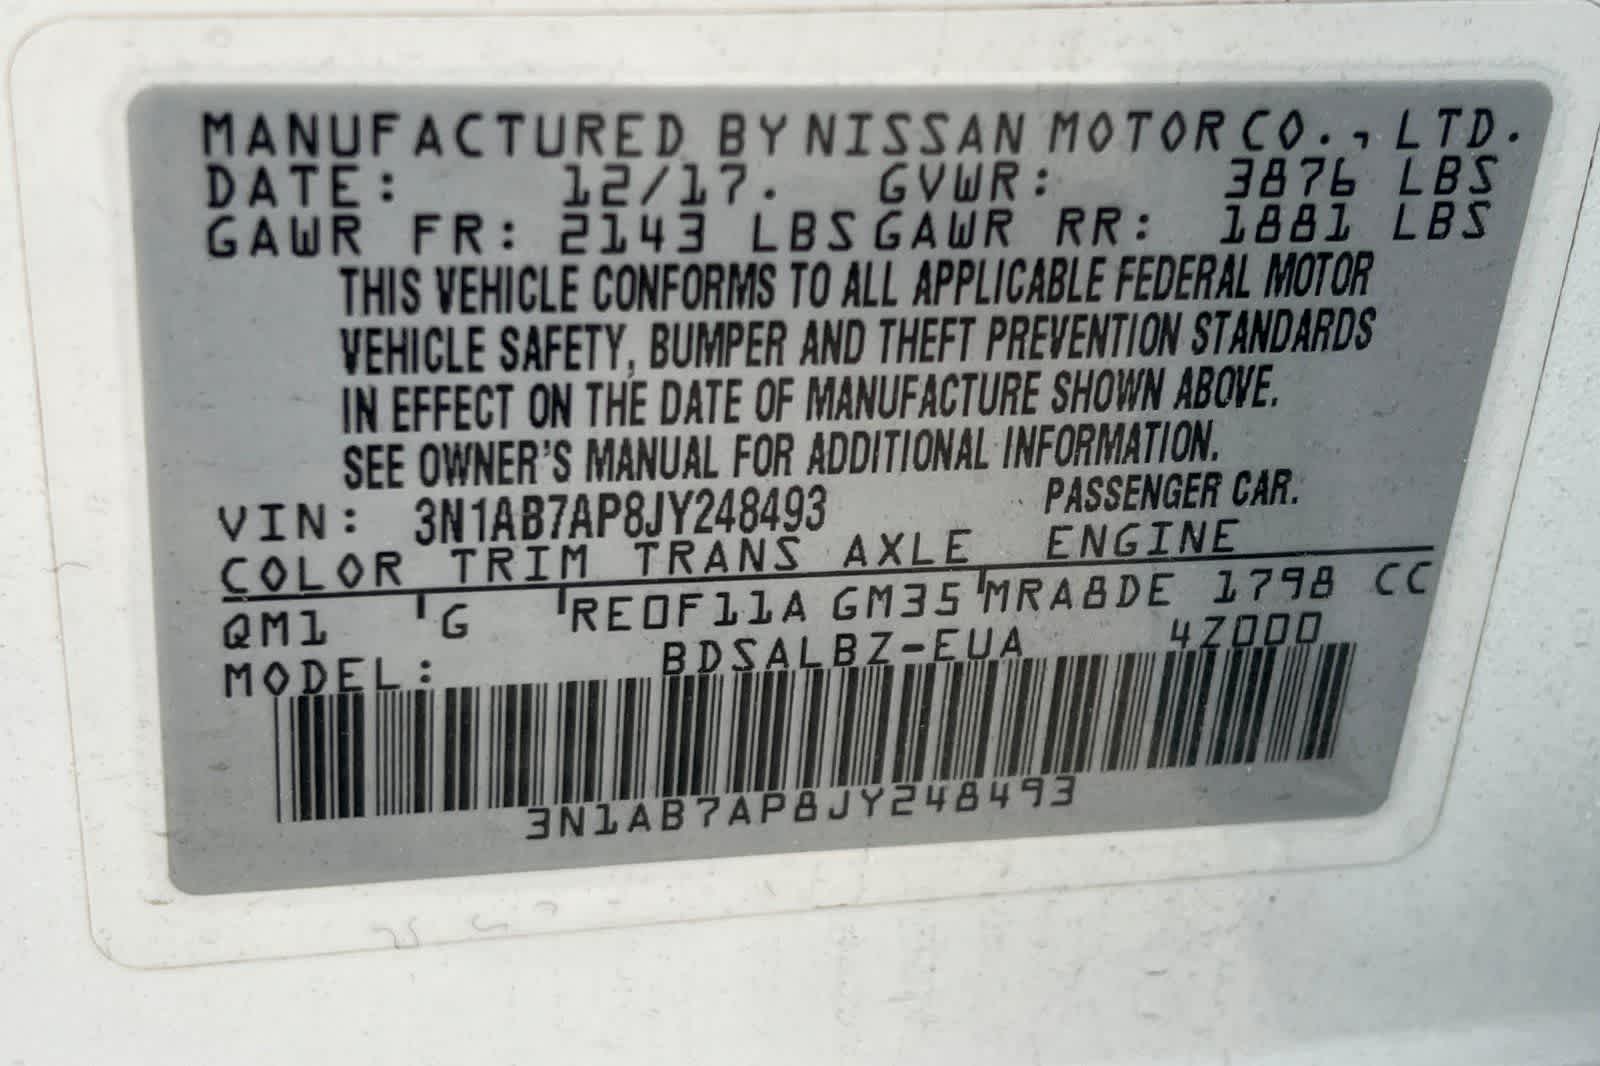 MANUFACTURED BY NISSAN MOTOR CO., LTD.
DATE: 12/17. GVWR: 3876 LBS
GAWR FR: 2143 LBS GAWR RR: 1881 LBS
THIS VEHICLE CONFORMS TO ALL APPLICABLE FEDERAL MOTOR
VEHICLE SAFETY, BUMPER AND THEFT PREVENTION STANDARDS
IN EFFECT ON THE DATE OF MANUFACTURE SHOWN ABOVE.
SEE OWNER'S MANUAL FOR ADDITIONAL INFORMATION.
VIN: 3N1AB7AP8JY248493 PASSENGER CAR.
COLOR TRIM TRANS AXLE ENGINE
QM1 G RE0F11A GM35 MRA8DE 1798 CC
MODEL: BDSALBZ-EUA 4Z000
3N1AB7AP8JY248493